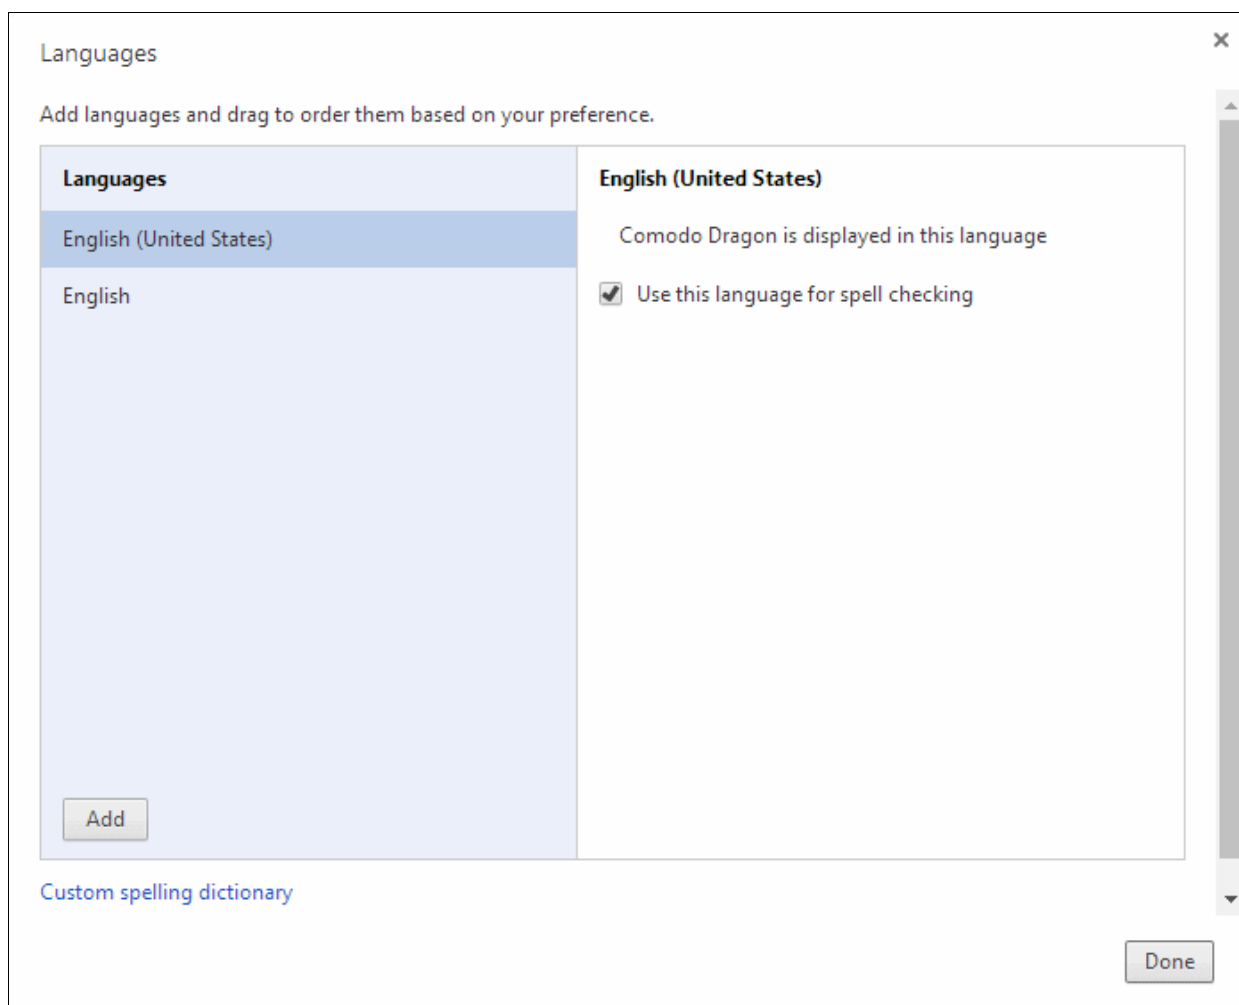 Languages
Add languages and drag to order them based on your preference.
Languages
English (United States)
English
Add
English (United States)
Comodo Dragon is displayed in this language
Use this language for spell checking
Custom spelling dictionary
Done